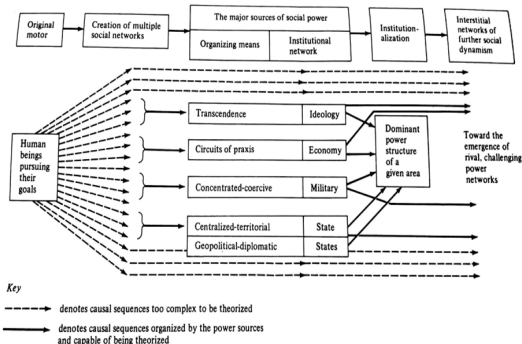 Original
motor
Creation of multiple
social networks
The major sources of social power
Organizing means
Institutional
network
Institution-
alization
Interstitial
networks of
further social
dynamism
Human
beings
pursuing
their
goals
Transcendence
Ideology
Circuits of praxis
Economy
Concentrated-coercive
Military
Centralized-territorial
State
Geopolitical-diplomatic
States
Dominant
power
structure
of a
given area
Toward the
emergence of
rival, challenging
power
networks
Key
denotes causal sequences too complex to be theorized
denotes causal sequences organized by the power sources
and capable of being theorized